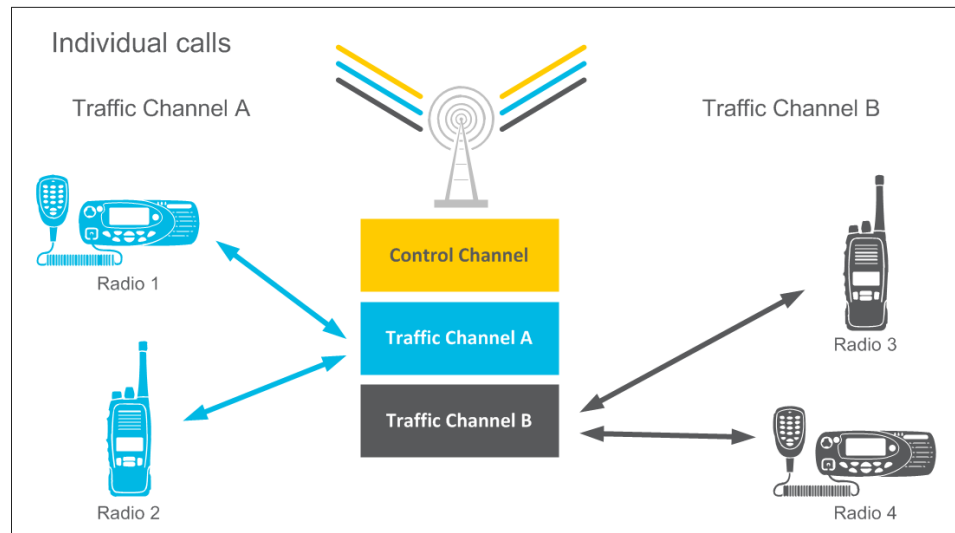 Individual calls
Traffic Channel A
Traffic Channel B
Control Channel
Radio 1
Traffic Channel A
Radio 3
Traffic Channel B
Radio 2
Radio 4